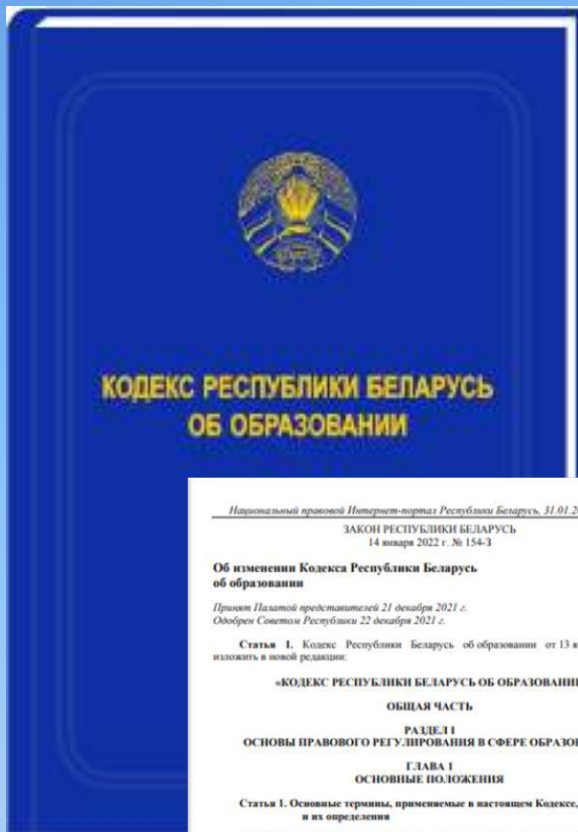 КОДЕКС РЕСПУБЛИКИ БЕЛАРУСЬ
ОБ ОБРАЗОВАНИИ
Национальный правовой Интернет-портал Республики Беларусь, 31.01.20
ЗАКОН РЕСПУБЛИКИ БЕЛАРУСЬ
14 января 2022 г. № 154-З
Об изменении Кодекса Республики Беларусь
об образовании
Принят Палатой представителей 21 декабря 2021 г.
Одобрен Советом Республики 22 декабря 2021 г.
Статья 1. Кодекс Республики Беларусь об образовании от 13 я
изложить в новой редакции:
«КОДЕКС РЕСПУБЛИКИ БЕЛАРУСЬ ОБ ОБРАЗОВАНИИ
ОБЩАЯ ЧАСТЬ
РАЗДЕЛ I
ОСНОВЫ ПРАВОВОГО РЕГУЛИРОВАНИЯ В СФЕРЕ ОБРАЗО
ГЛАВА 1
ОСНОВНЫЕ ПОЛОЖЕНИЯ
Статья 1. Основные термины, применяемые в настоящем Кодексе,
и их определения